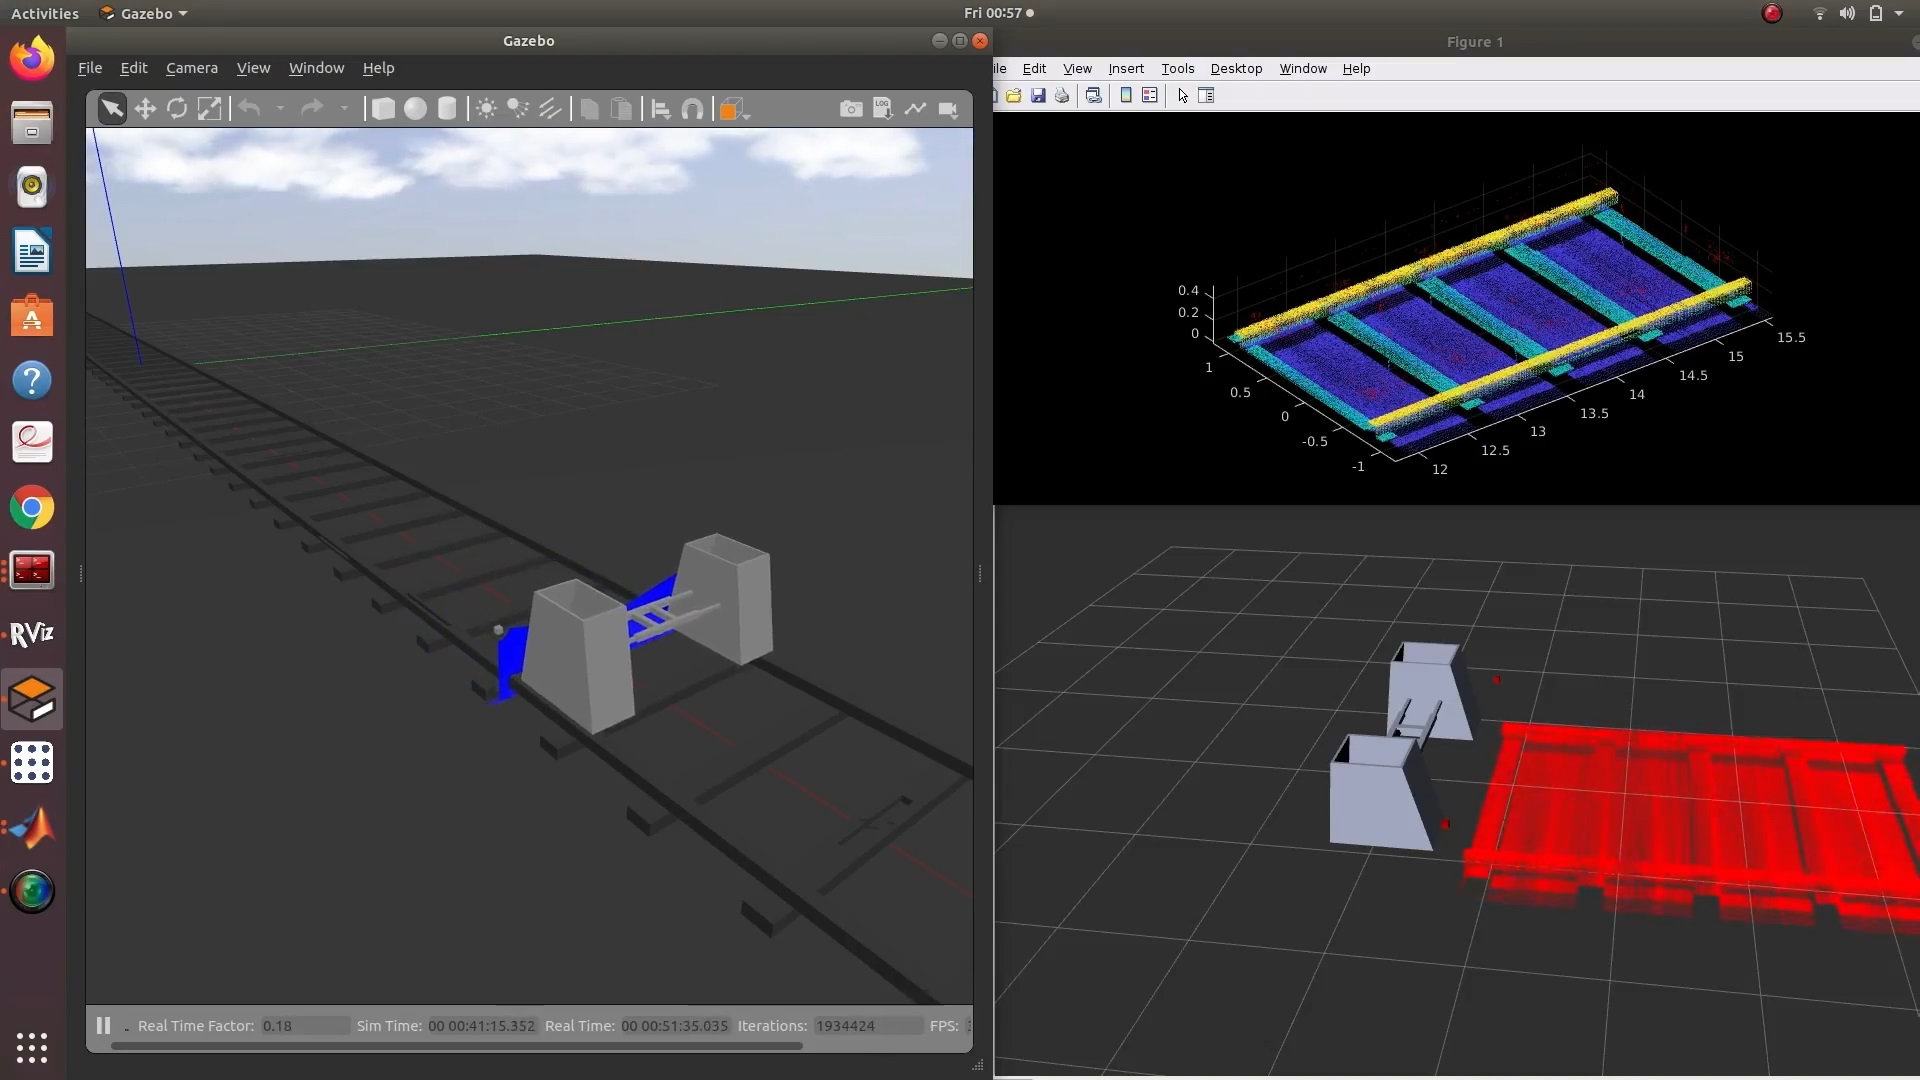 Activities Gazebo Fri 00:57
Gazebo
File Edit Camera View Window Help
LOG
Real Time Factor: 0.18 Sim Time: 00 00:41:15.352 Real Time: 00 00:51:35.035 Iterations: 1934424 FPS:
RViz
Figure 1
ile Edit View Insert Tools Desktop Window Help
0.4
0.2
0
1
0.5
0
-0.5
-1
12
12.5
13
13.5
14
14.5
15
15.5